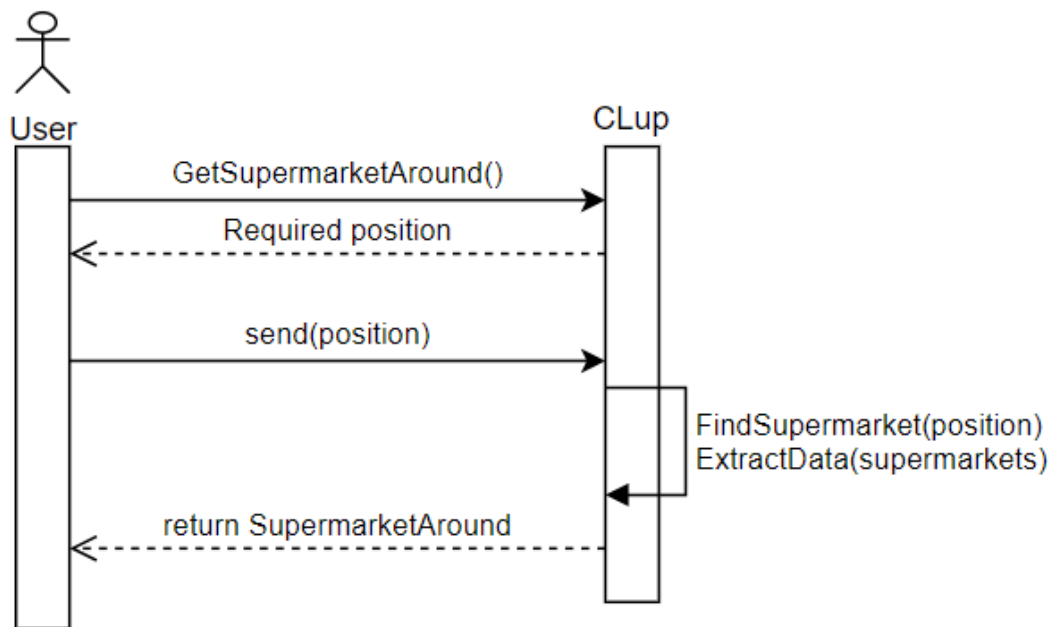 User
CLup
GetSupermarketAround()
Required position
send(position)
FindSupermarket(position)
ExtractData(supermarkets)
return SupermarketAround